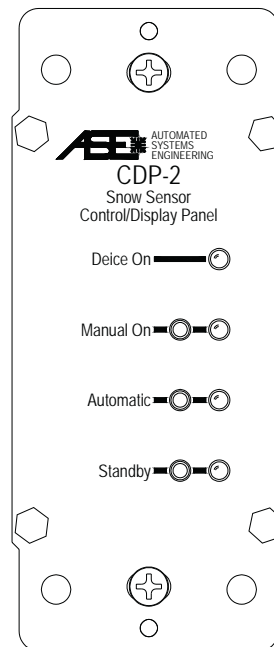 ASE AUTOMATED
SYSTEMS
ENGINEERING
CDP-2
Snow Sensor
Control/Display Panel
Deice On
Manual On
Automatic
Standby